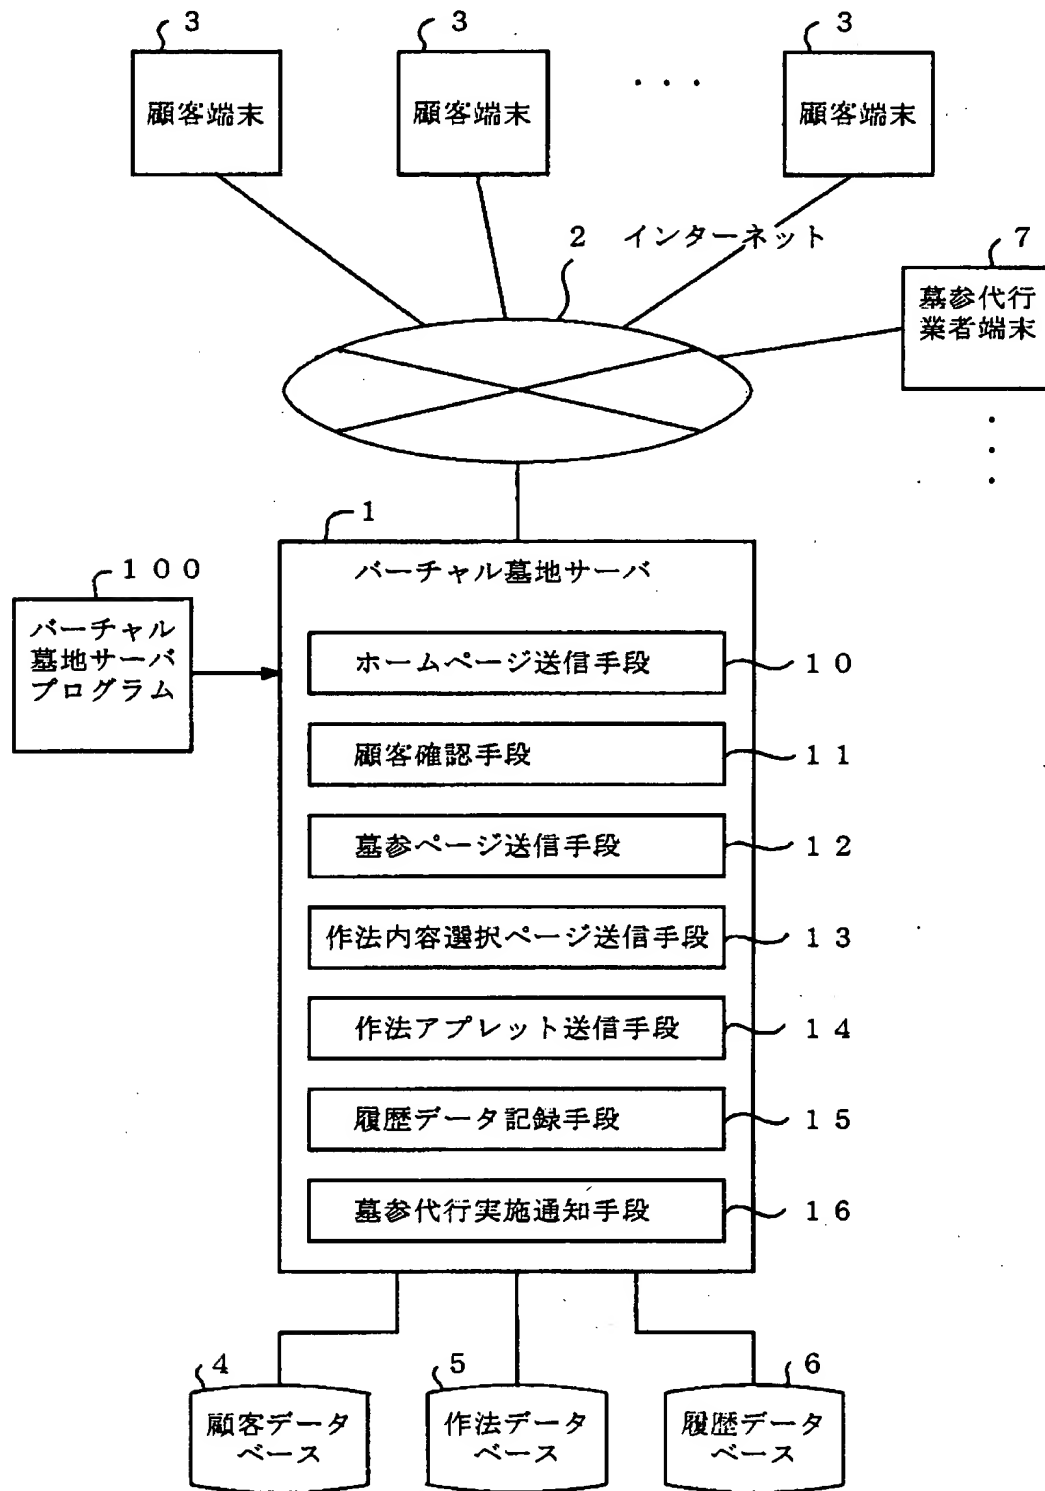 ３ ３ ３
顧客端末 顧客端末 ・・・ 顧客端末
２ インターネット
７
墓参代行
業者端末
・
・
・
１
バーチャル墓地サーバ
１００
バーチャル
墓地サーバ
プログラム
ホームページ送信手段 １０
顧客確認手段 １１
墓参ページ送信手段 １２
作法内容選択ページ送信手段 １３
作法アプレット送信手段 １４
履歴データ記録手段 １５
墓参代行実施通知手段 １６
４ ５ ６
顧客データ 作法データ 履歴データ
ベース ベース ベース